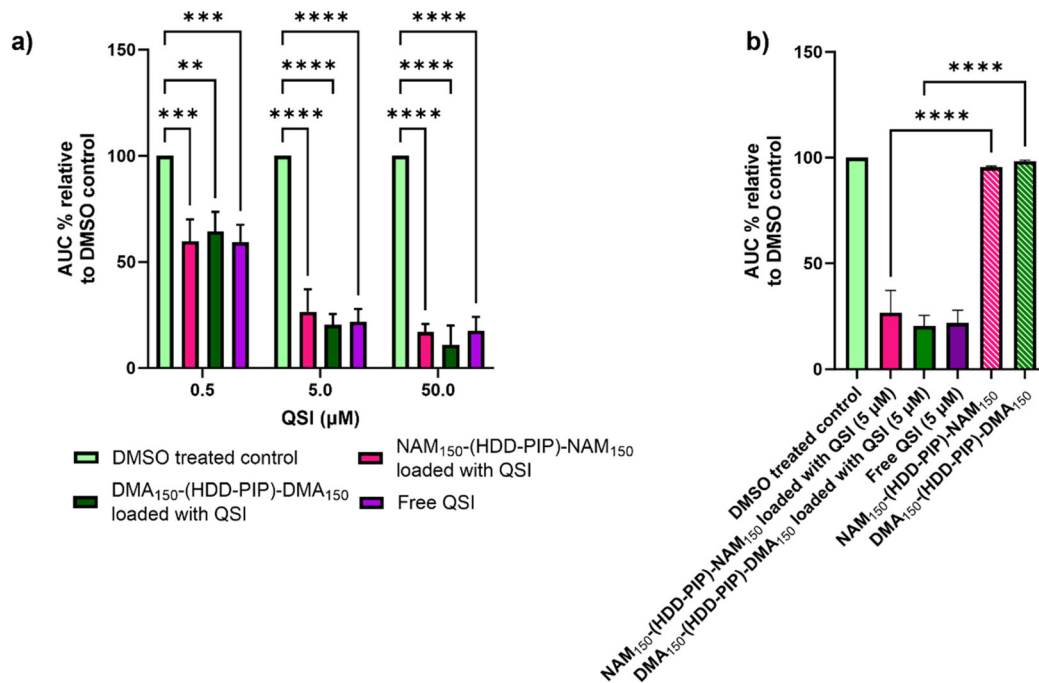 a)
AUC % relative
to DMSO control
150
100
50
0
***
**
***
****
****
****
****
****
****
0.5
5.0
50.0
QSI (µM)
DMSO treated control
NAM₁₅₀-(HDD-PIP)-NAM₁₅₀
loaded with QSI
DMA₁₅₀-(HDD-PIP)-DMA₁₅₀
loaded with QSI
Free QSI
b)
AUC % relative
to DMSO control
150
100
50
0
****
****
DMSO treated control
NAM₁₅₀-(HDD-PIP)-NAM₁₅₀ loaded with QSI (5 µM)
DMA₁₅₀-(HDD-PIP)-DMA₁₅₀ loaded with QSI (5 µM)
Free QSI (5 µM)
NAM₁₅₀-(HDD-PIP)-NAM₁₅₀
DMA₁₅₀-(HDD-PIP)-DMA₁₅₀